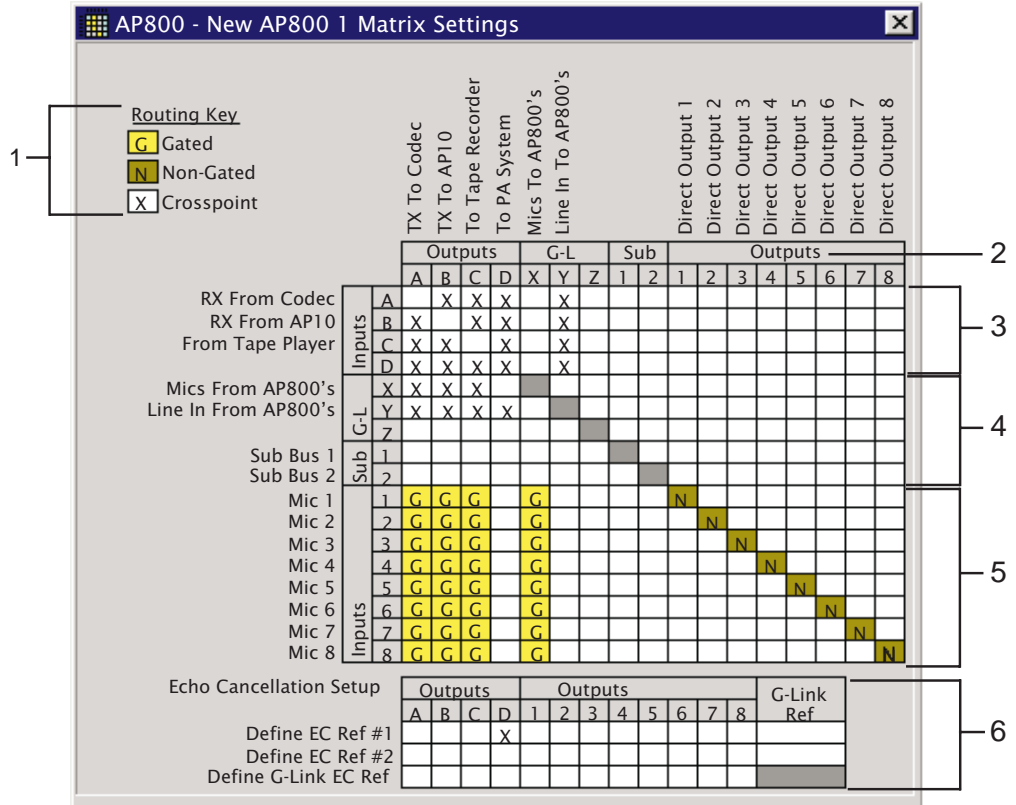 AP800 - New AP800 1 Matrix Settings
1
Routing Key
G Gated
N Non-Gated
X Crosspoint
TX To Codec
TX To AP10
To Tape Recorder
To PA System
Mics To AP800's
Line In To AP800's
Direct Output 1
Direct Output 2
Direct Output 3
Direct Output 4
Direct Output 5
Direct Output 6
Direct Output 7
Direct Output 8
Outputs G-L Sub Outputs 2
A B C D X Y Z 1 2 1 2 3 4 5 6 7 8
Inputs
RX From Codec A X X X X
RX From AP10 B X X X X
3
From Tape Player C X X X X
D X X X X X
G-L
Mics From AP800's X X X X
Line In From AP800's Y X X X X
4
Z
Sub
Sub Bus 1 1
Sub Bus 2 2
Inputs
Mic 1 1 G G G G N
Mic 2 2 G G G G N
Mic 3 3 G G G G N
Mic 4 4 G G G G N
5
Mic 5 5 G G G G N
Mic 6 6 G G G G N
Mic 7 7 G G G G N
Mic 8 8 G G G G N
Echo Cancellation Setup Outputs Outputs G-Link Ref
A B C D 1 2 3 4 5 6 7 8
Define EC Ref #1 X
6
Define EC Ref #2
Define G-Link EC Ref